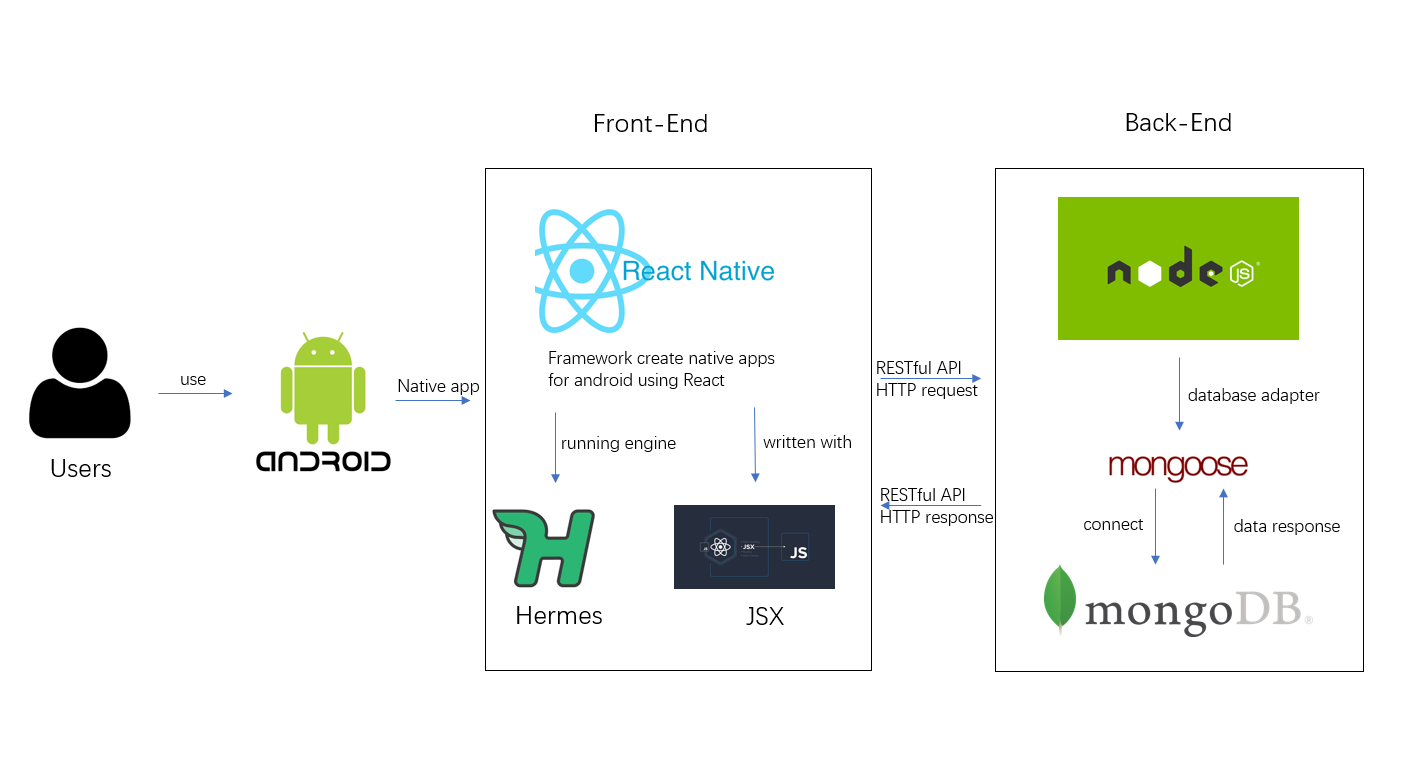 Front-End
Back-End
React Native
node
JS
®
Framework create native apps
for android using React
RESTful API
HTTP request
use
Native app
database adapter
running engine
written with
mongoose
ANDROID
Users
RESTful API
HTTP response
connect
data response
JSX
JS
Hermes
JSX
mongoDB®